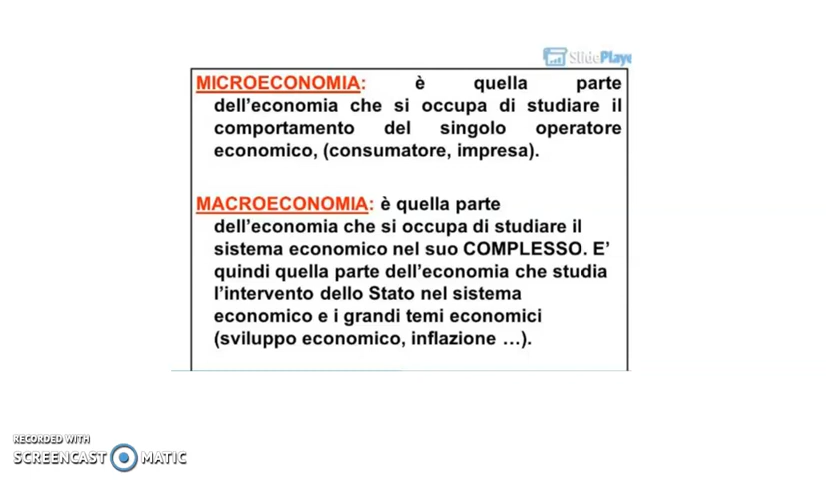 SlidePlaye
MICROECONOMIA: è quella parte
dell’economia che si occupa di studiare il
comportamento del singolo operatore
economico, (consumatore, impresa).
MACROECONOMIA: è quella parte
dell’economia che si occupa di studiare il
sistema economico nel suo COMPLESSO. E’
quindi quella parte dell’economia che studia
l’intervento dello Stato nel sistema
economico e i grandi temi economici
(sviluppo economico, inflazione …).
RECORDED WITH
SCREENCAST MATIC